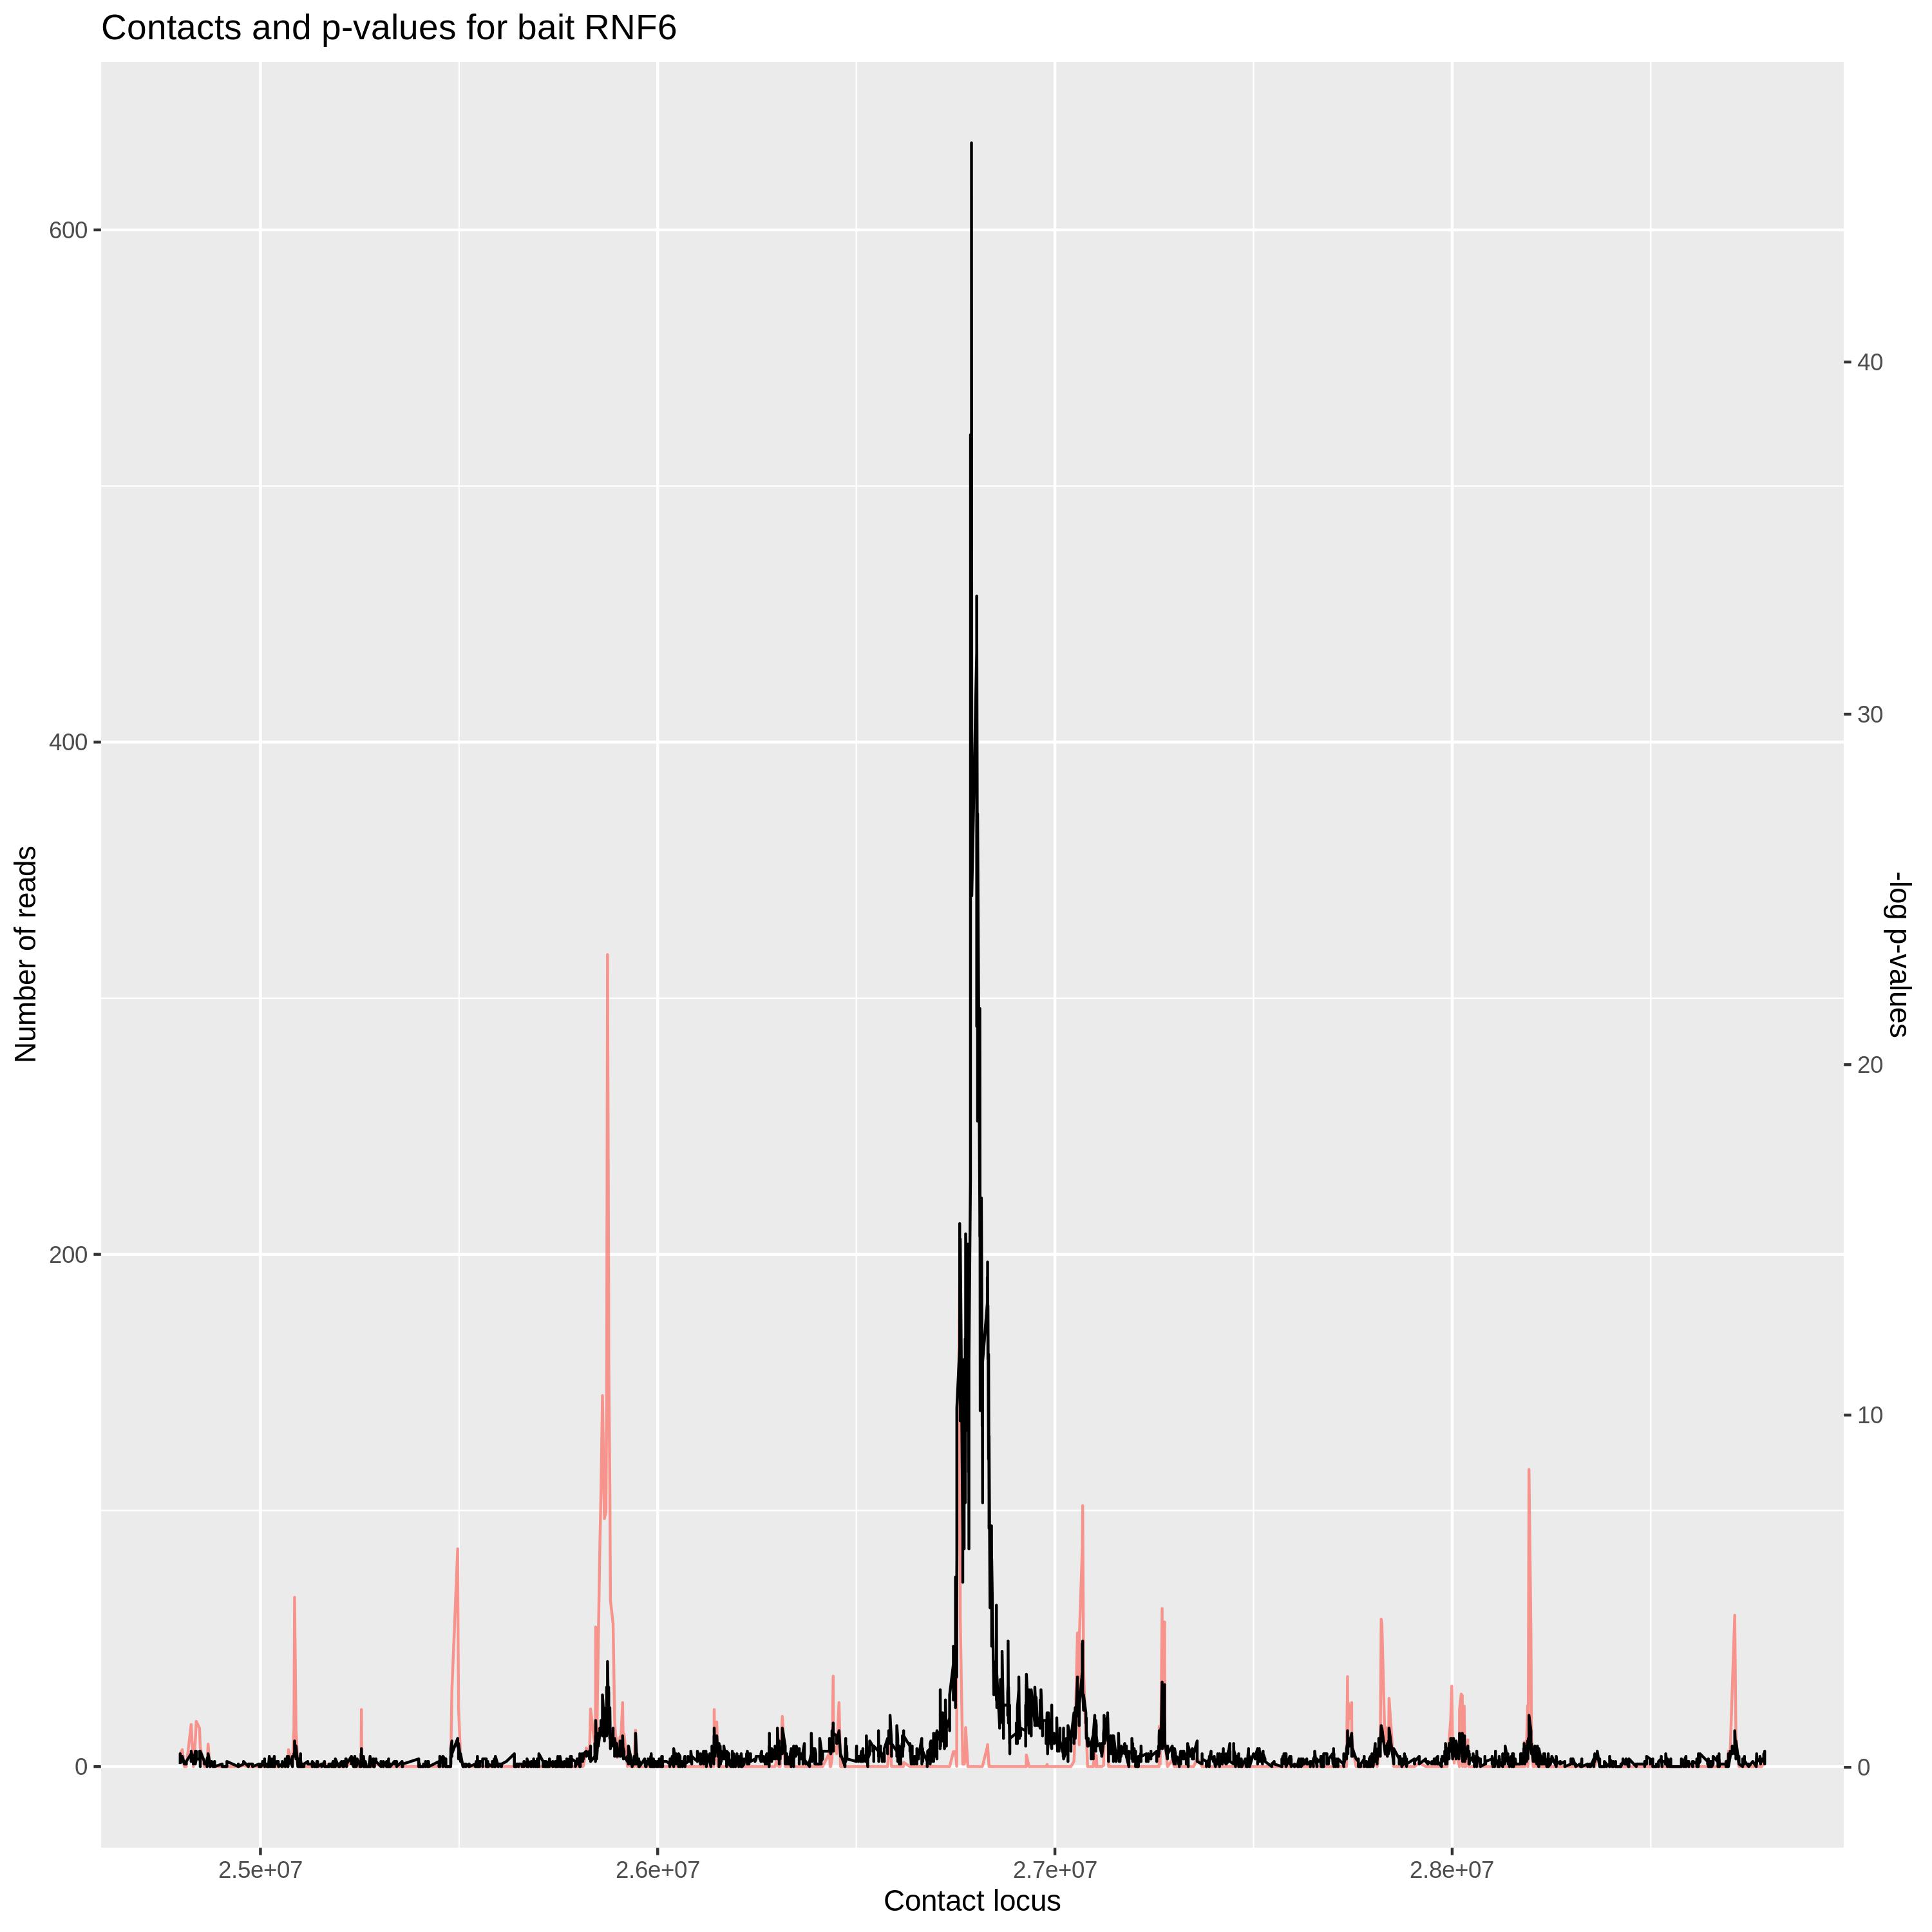 Contacts and p-values for bait RNF6
Number of reads
600
400
200
0
40
30
20
10
0
-log p-values
2.5e+07
2.6e+07
2.7e+07
2.8e+07
Contact locus